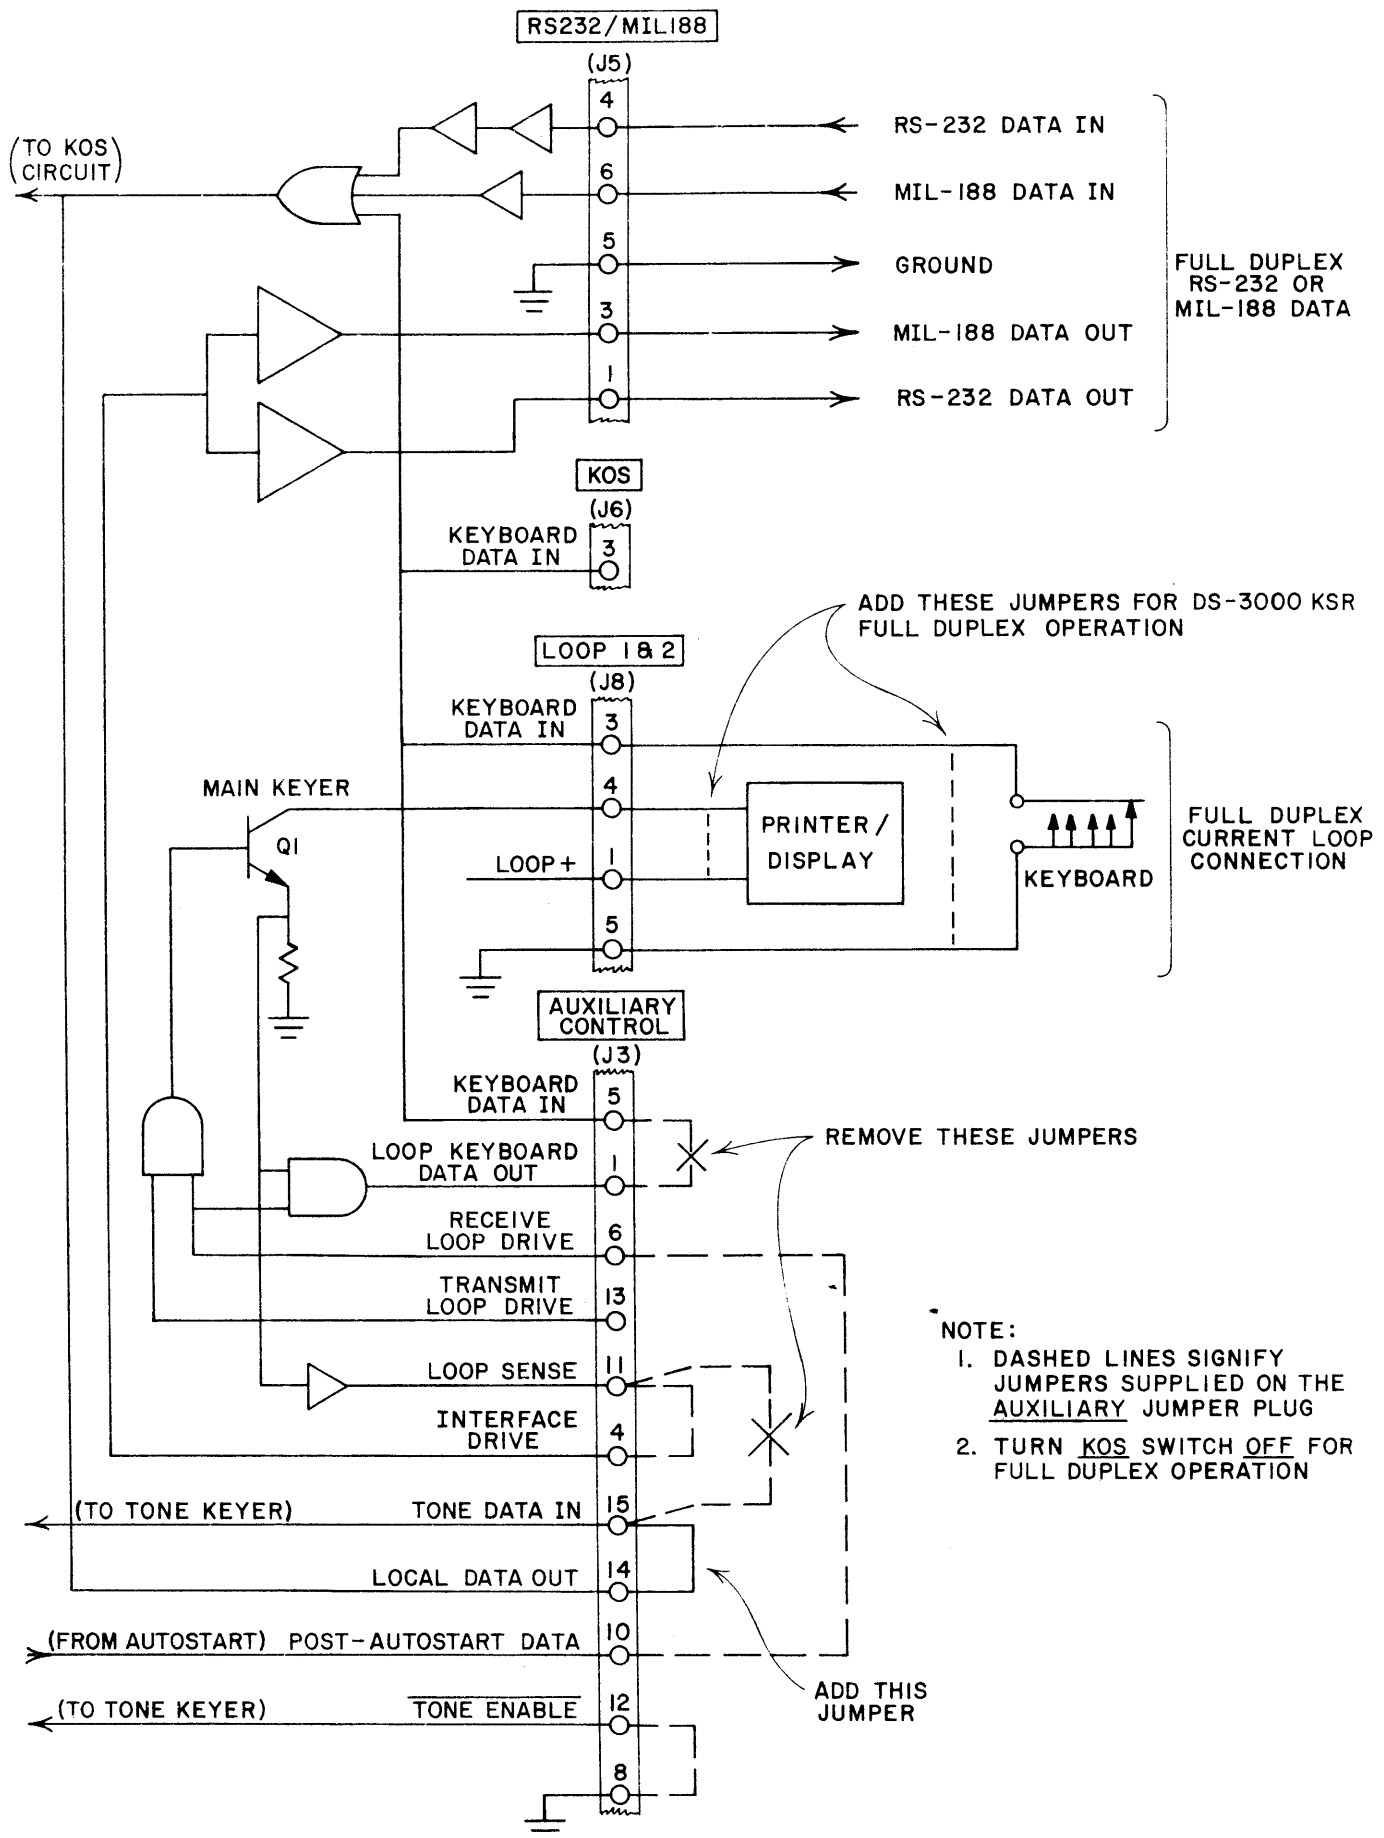 RS232/MIL188
(J5)
4
RS-232 DATA IN
(TO KOS
CIRCUIT)
6
MIL-188 DATA IN
5
GROUND
FULL DUPLEX
RS-232 OR
MIL-188 DATA
3
MIL-188 DATA OUT
1
RS-232 DATA OUT
KOS
(J6)
KEYBOARD
DATA IN
3
ADD THESE JUMPERS FOR DS-3000 KSR
FULL DUPLEX OPERATION
LOOP 1 & 2
(J8)
KEYBOARD
DATA IN
3
MAIN KEYER
4
Q1
PRINTER/
DISPLAY
LOOP+
1
KEYBOARD
FULL DUPLEX
CURRENT LOOP
CONNECTION
5
AUXILIARY
CONTROL
(J3)
KEYBOARD
DATA IN
5
REMOVE THESE JUMPERS
LOOP KEYBOARD
DATA OUT
1
RECEIVE
LOOP DRIVE
6
TRANSMIT
LOOP DRIVE
13
LOOP SENSE
11
INTERFACE
DRIVE
4
NOTE:
1. DASHED LINES SIGNIFY
JUMPERS SUPPLIED ON THE
AUXILIARY JUMPER PLUG
2. TURN KOS SWITCH OFF FOR
FULL DUPLEX OPERATION
(TO TONE KEYER)
TONE DATA IN
15
LOCAL DATA OUT
14
(FROM AUTOSTART)
POST-AUTOSTART DATA
10
ADD THIS
JUMPER
(TO TONE KEYER)
TONE ENABLE
12
8